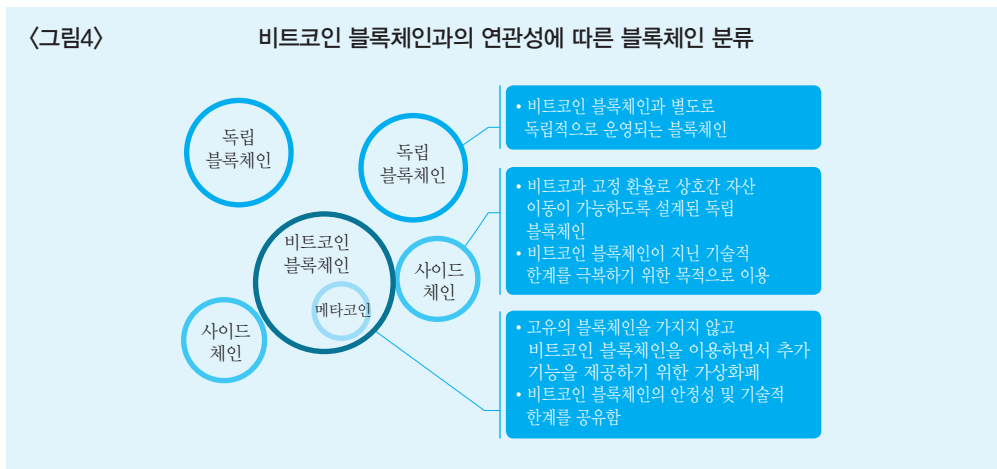 〈그림4〉 비트코인 블록체인과의 연관성에 따른 블록체인 분류
독립
블록체인
독립
블록체인
비트코인
블록체인
메타코인
사이드
체인
사이드
체인
• 비트코인 블록체인과 별도로
독립적으로 운영되는 블록체인
• 비트코과 고정 환율로 상호간 자산
이동이 가능하도록 설계된 독립
블록체인
• 비트코인 블록체인이 지닌 기술적
한계를 극복하기 위한 목적으로 이용
• 고유의 블록체인을 가지지 않고
비트코인 블록체인을 이용하면서 추가
기능을 제공하기 위한 가상화폐
• 비트코인 블록체인의 안정성 및 기술적
한계를 공유함